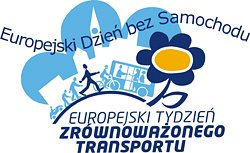 Europejski Dzień bez Samochodu
EUROPEJSKI TYDZIEŃ
ZRÓWNOWAŻONEGO
TRANSPORTU